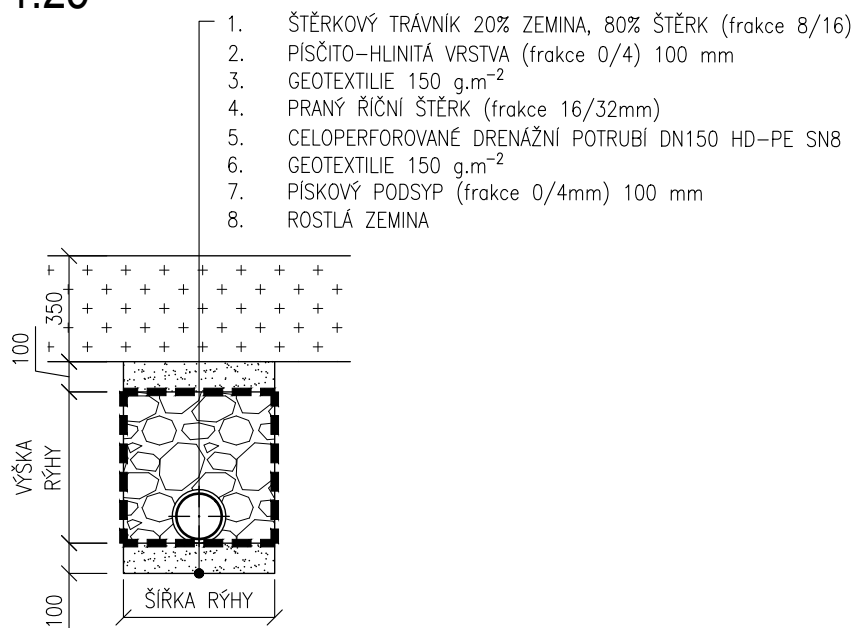 1. ŠTĚRKOVÝ TRÁVNÍK 20% ZEMINA, 80% ŠTĚRK (frakce 8/16)
2. PÍSČITO-HLINITÁ VRSTVA (frakce 0/4) 100 mm
3. GEOTEXTILIE 150 g.m⁻²
4. PRANÝ ŘÍČNÍ ŠTĚRK (frakce 16/32mm)
5. CELOPERFOROVANÉ DRENÁŽNÍ POTRUBÍ DN150 HD-PE SN8
6. GEOTEXTILIE 150 g.m⁻²
7. PÍSKOVÝ PODSYP (frakce 0/4mm) 100 mm
8. ROSTLÁ ZEMINA
350
100
VÝŠKA
RÝHY
100
ŠÍŘKA RÝHY